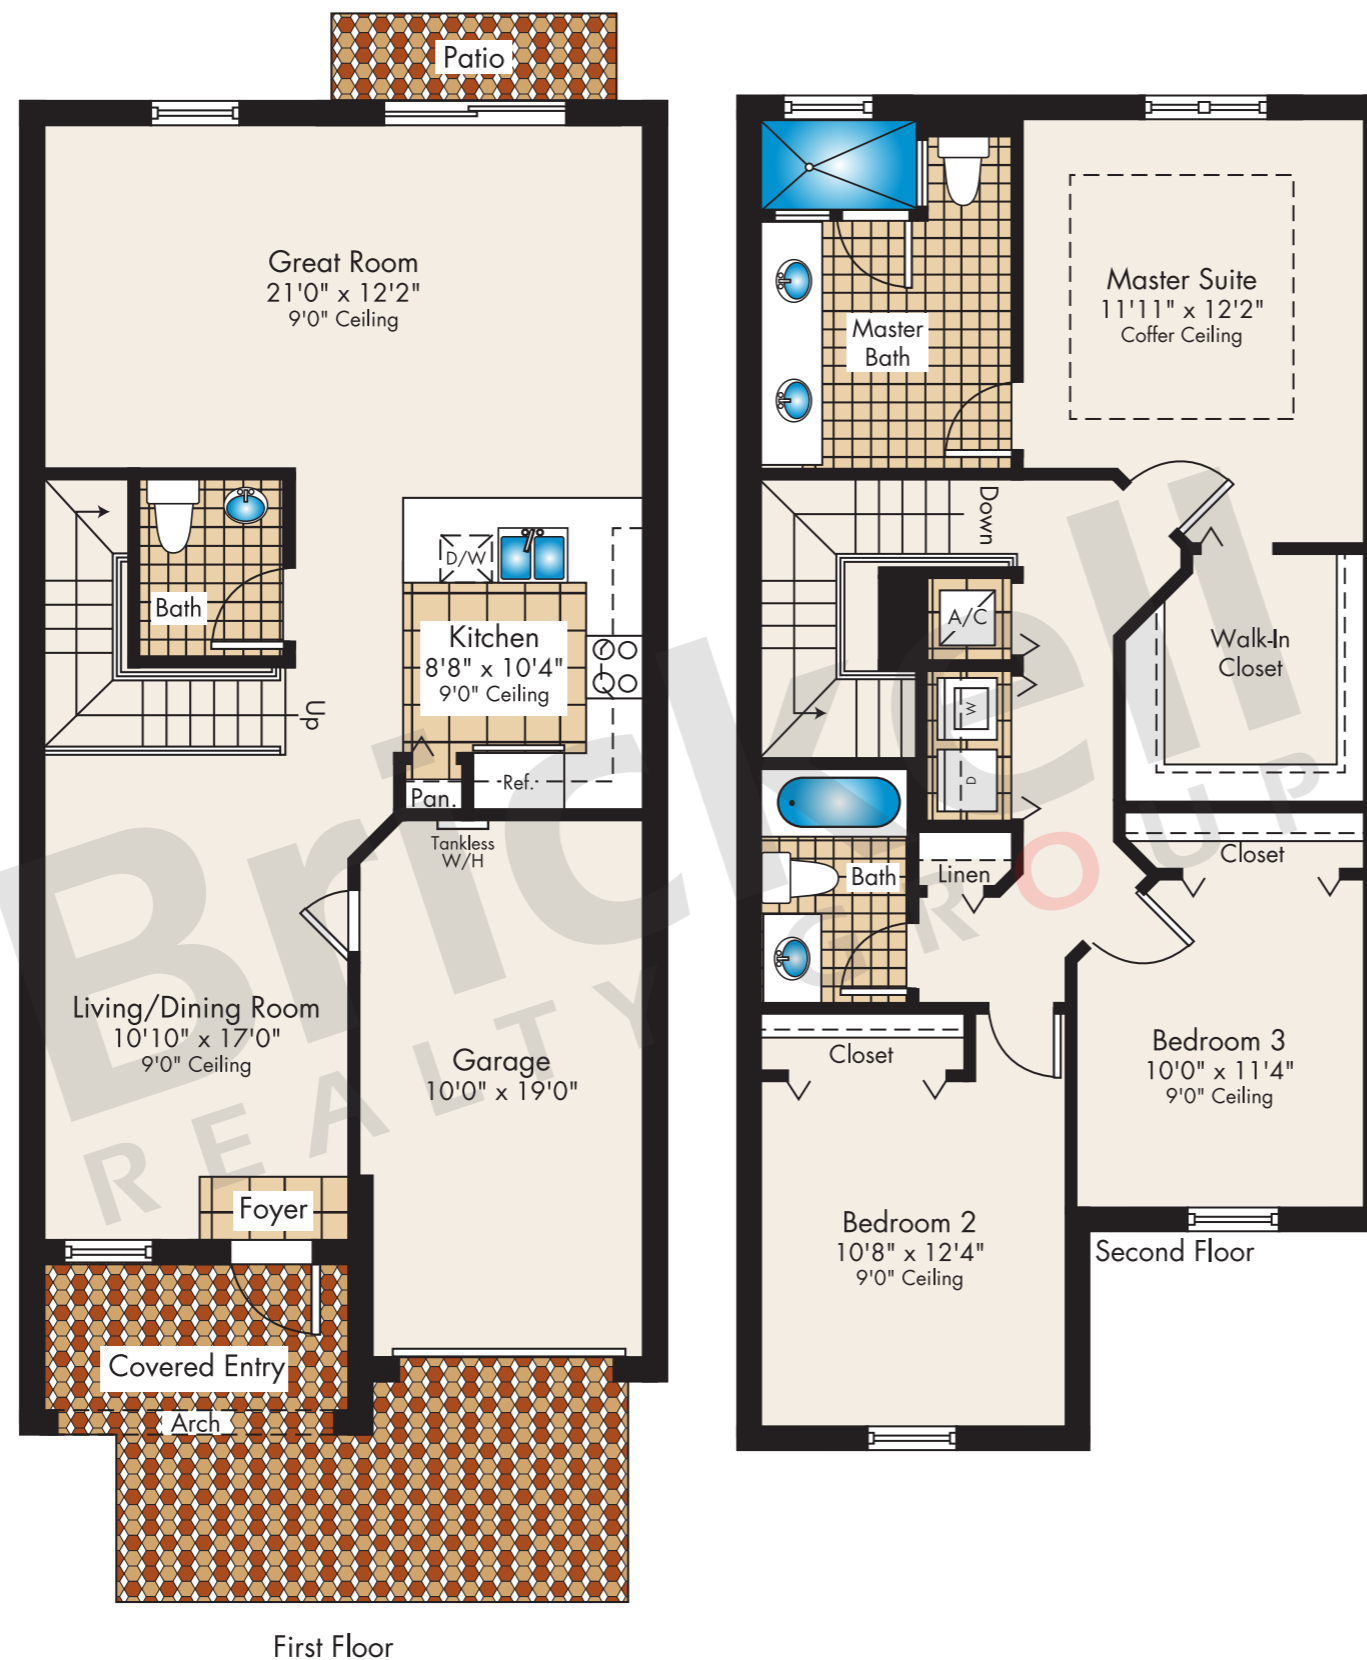 Patio
Great Room
21'0" x 12'2"
9'0" Ceiling
Bath
Up
D/W
Kitchen
8'8" x 10'4"
9'0" Ceiling
Pan.
Ref.
Tankless
W/H
Living/Dining Room
10'10" x 17'0"
9'0" Ceiling
Garage
10'0" x 19'0"
Foyer
Covered Entry
Arch
First Floor
Master Suite
11'11" x 12'2"
Coffer Ceiling
Master
Bath
Down
A/C
Walk-In
Closet
W
D
Bath
Linen
Closet
Closet
Bedroom 3
10'0" x 11'4"
9'0" Ceiling
Bedroom 2
10'8" x 12'4"
9'0" Ceiling
Second Floor
Brickell
REALTY GROUP